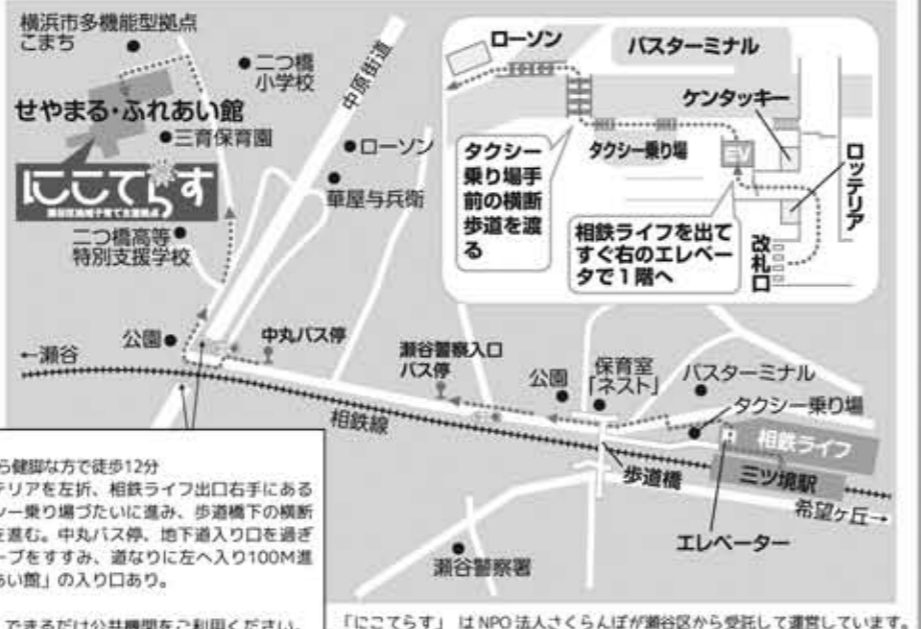 横浜市多機能型拠点
こまち
二つ橋
小学校
中原街道
せやまる・ふれあい館
三育保育園
にこてらす
瀬谷区地域子育て支援拠点
二つ橋高等
特別支援学校
ローソン
華屋与兵衛
ローソン
バスターミナル
ケンタッキー
タクシー乗り場
EV
ロッテリア
改札口
タクシー
乗り場手
前の横断
歩道を渡
る
相鉄ライフを出て
すぐ右のエレベー
タで1階へ
公園
中丸バス停
←瀬谷
瀬谷警察入口
バス停
公園
保育室
「ネスト」
バスターミナル
タクシー乗り場
相鉄線
相鉄ライフ
歩道橋
三ツ境駅
希望ヶ丘→
エレベーター
瀬谷警察署
ら健脚な方で徒歩12分
テリアを左折、相鉄ライフ出口右手にある
シー乗り場づたいに進み、歩道橋下の横断
を進む。中丸バス停、地下道入り口を過ぎ
ーブをすすみ、道なりに左へ入り100M進
あい館」の入り口あり。
できるだけ公共機関をご利用ください。
「にこてらす」 はNPO法人さくらんぼが瀬谷区から受託して運営しています。